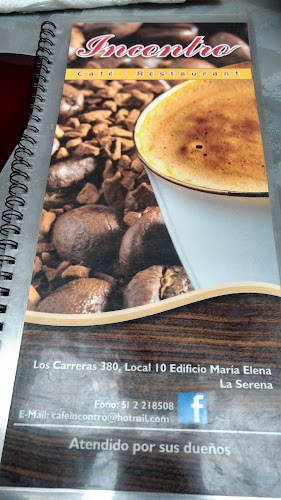 Incontro
Café - Restaurant
Los Carreras 380, Local 10 Edificio María Elena
La Serena
Fono: 51 2 218508
E-Mail: cafeincontro@hotmail.com
f
Atendido por sus dueños